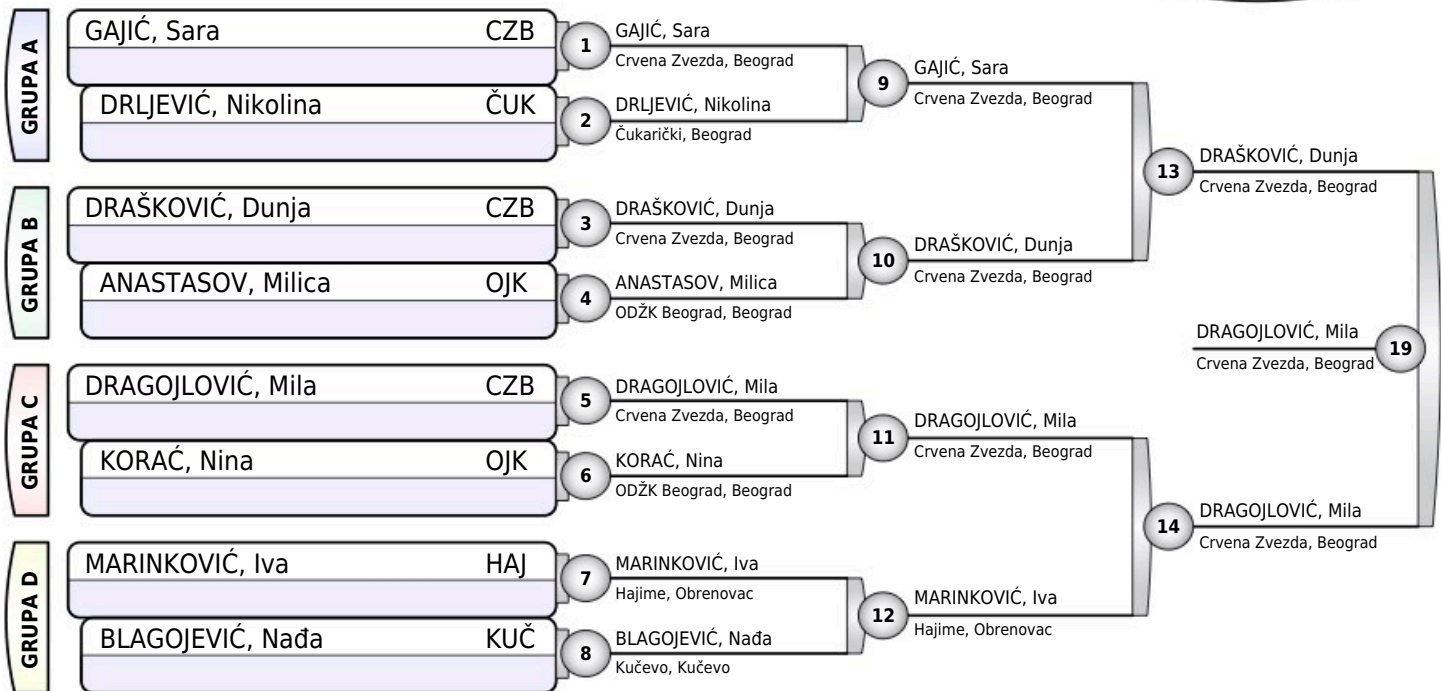 GRUPA A
GAJIĆ, Sara CZB
DRLJEVIĆ, Nikolina ČUK
1
GAJIĆ, Sara
Crvena Zvezda, Beograd
2
DRLJEVIĆ, Nikolina
Čukarički, Beograd
9
GAJIĆ, Sara
Crvena Zvezda, Beograd
GRUPA B
DRAŠKOVIĆ, Dunja CZB
ANASTASOV, Milica OJK
3
DRAŠKOVIĆ, Dunja
Crvena Zvezda, Beograd
4
ANASTASOV, Milica
ODŽK Beograd, Beograd
10
DRAŠKOVIĆ, Dunja
Crvena Zvezda, Beograd
13
DRAŠKOVIĆ, Dunja
Crvena Zvezda, Beograd
GRUPA C
DRAGOJLOVIĆ, Mila CZB
KORAĆ, Nina OJK
5
DRAGOJLOVIĆ, Mila
Crvena Zvezda, Beograd
6
KORAĆ, Nina
ODŽK Beograd, Beograd
11
DRAGOJLOVIĆ, Mila
Crvena Zvezda, Beograd
GRUPA D
MARINKOVIĆ, Iva HAJ
BLAGOJEVIĆ, Nađa KUČ
7
MARINKOVIĆ, Iva
Hajime, Obrenovac
8
BLAGOJEVIĆ, Nađa
Kučevo, Kučevo
12
MARINKOVIĆ, Iva
Hajime, Obrenovac
14
DRAGOJLOVIĆ, Mila
Crvena Zvezda, Beograd
DRAGOJLOVIĆ, Mila
Crvena Zvezda, Beograd
19